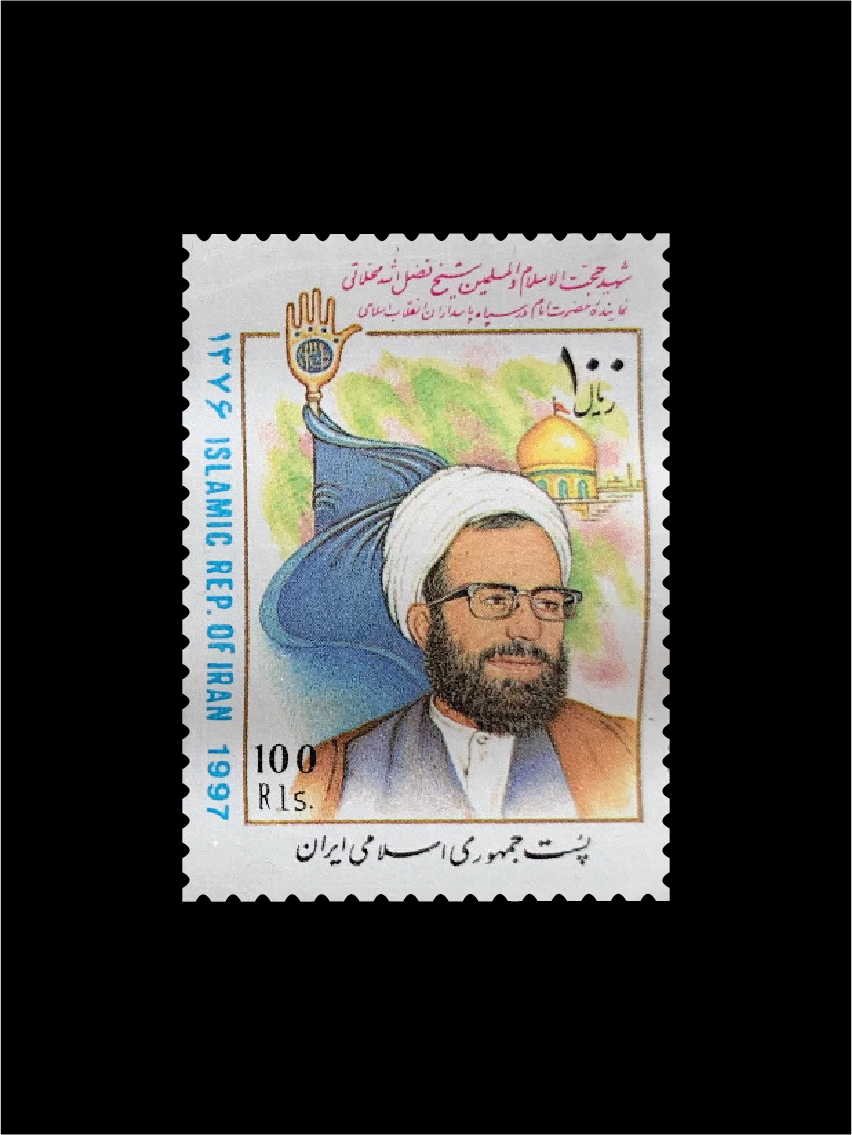 شهید حجت الاسلام والمسلمین شیخ فضل الله محلاتی
نماینده حضرت امام در سپاه پاسداران انقلاب اسلامی
۱۰۰
ریال
۱۳۷۶ ISLAMIC REP. OF IRAN 1997
100
Rls.
پست جمهوری اسلامی ایران